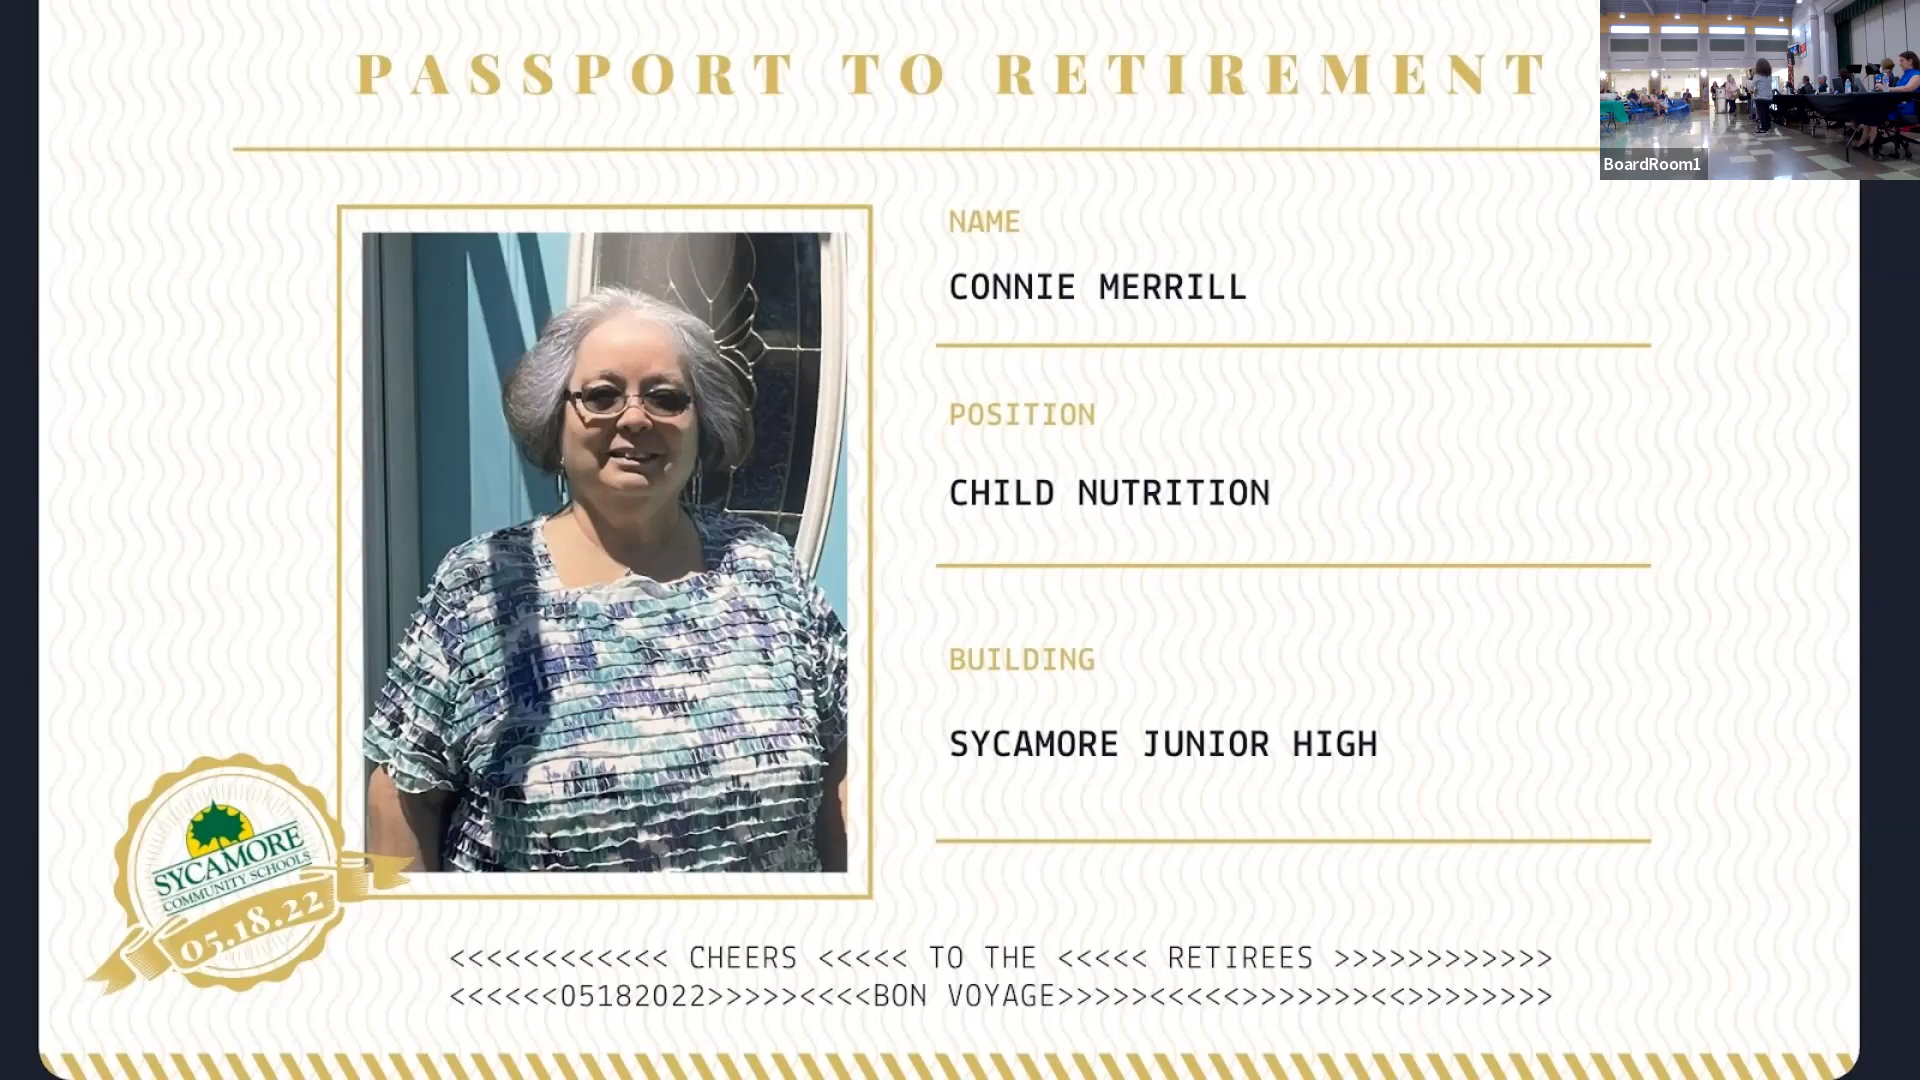 PASSPORT TO RETIREMENT
BoardRoom1
NAME
CONNIE MERRILL
POSITION
CHILD NUTRITION
BUILDING
SYCAMORE JUNIOR HIGH
SYCAMORE
COMMUNITY SCHOOLS
05.18.22
<<<<<<<<<<<< CHEERS <<<<< TO THE <<<<< RETIREES >>>>>>>>>>>>
<<<<<<05182022>>>>><<<<BON VOYAGE>>>>><<<<<>>>>>>><<>>>>>>>>